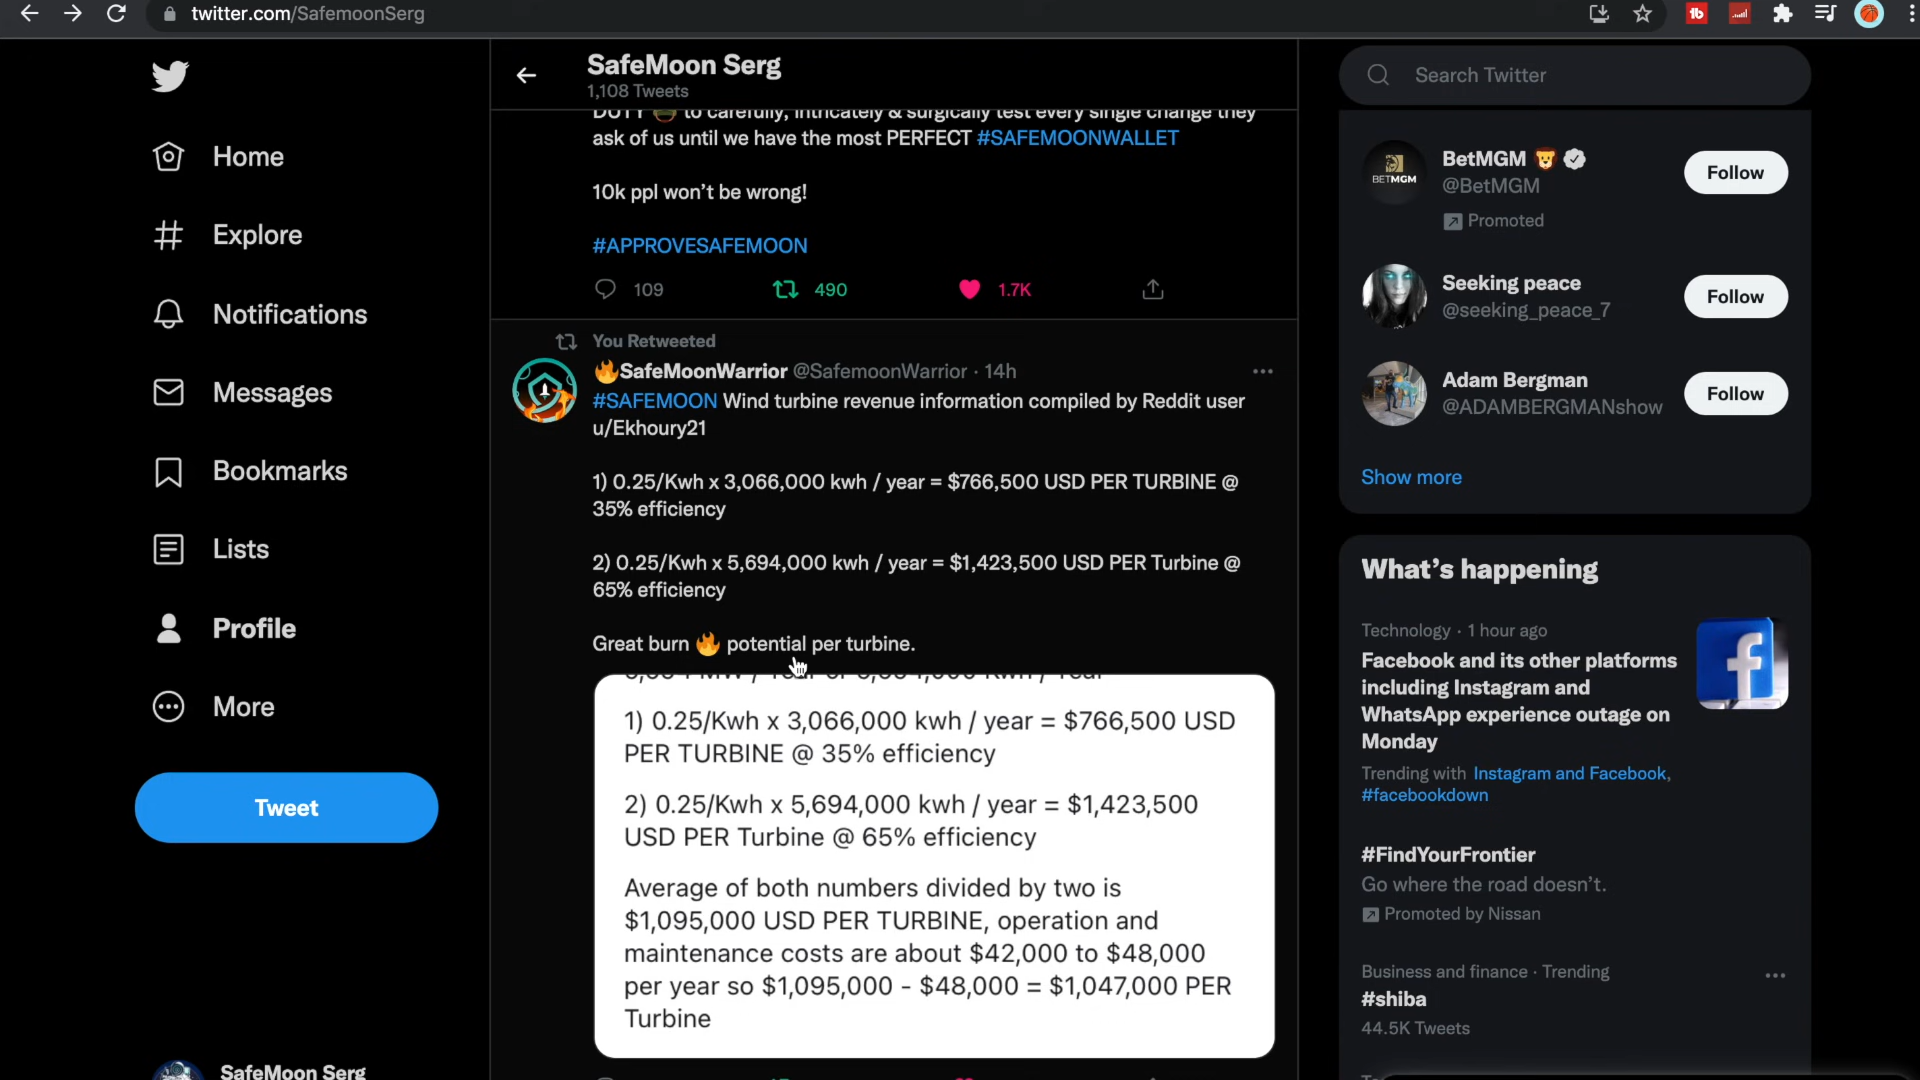 twitter.com/SafemoonSerg
SafeMoon Serg
1,108 Tweets
Search Twitter
Home
Explore
Notifications
Messages
Bookmarks
Lists
Profile
More
Tweet
SafeMoon Serg
DUTY to carefully, intricately & surgically test every single change they
ask of us until we have the most PERFECT #SAFEMOONWALLET
10k ppl won’t be wrong!
#APPROVESAFEMOON
109 490 1.7K
You Retweeted
🔥SafeMoonWarrior @SafemoonWarrior · 14h
#SAFEMOON Wind turbine revenue information compiled by Reddit user
u/Ekhoury21
1) 0.25/Kwh x 3,066,000 kwh / year = $766,500 USD PER TURBINE @
35% efficiency
2) 0.25/Kwh x 5,694,000 kwh / year = $1,423,500 USD PER Turbine @
65% efficiency
Great burn 🔥 potential per turbine.
1) 0.25/Kwh x 3,066,000 kwh / year = $766,500 USD
PER TURBINE @ 35% efficiency
2) 0.25/Kwh x 5,694,000 kwh / year = $1,423,500
USD PER Turbine @ 65% efficiency
Average of both numbers divided by two is
$1,095,000 USD PER TURBINE, operation and
maintenance costs are about $42,000 to $48,000
per year so $1,095,000 - $48,000 = $1,047,000 PER
Turbine
BETMGM
BetMGM 🦁
@BetMGM
Promoted
Follow
Seeking peace
@seeking_peace_7
Follow
Adam Bergman
@ADAMBERGMANshow
Follow
Show more
What’s happening
Technology · 1 hour ago
Facebook and its other platforms
including Instagram and
WhatsApp experience outage on
Monday
Trending with Instagram and Facebook,
#facebookdown
#FindYourFrontier
Go where the road doesn’t.
Promoted by Nissan
Business and finance · Trending
#shiba
44.5K Tweets